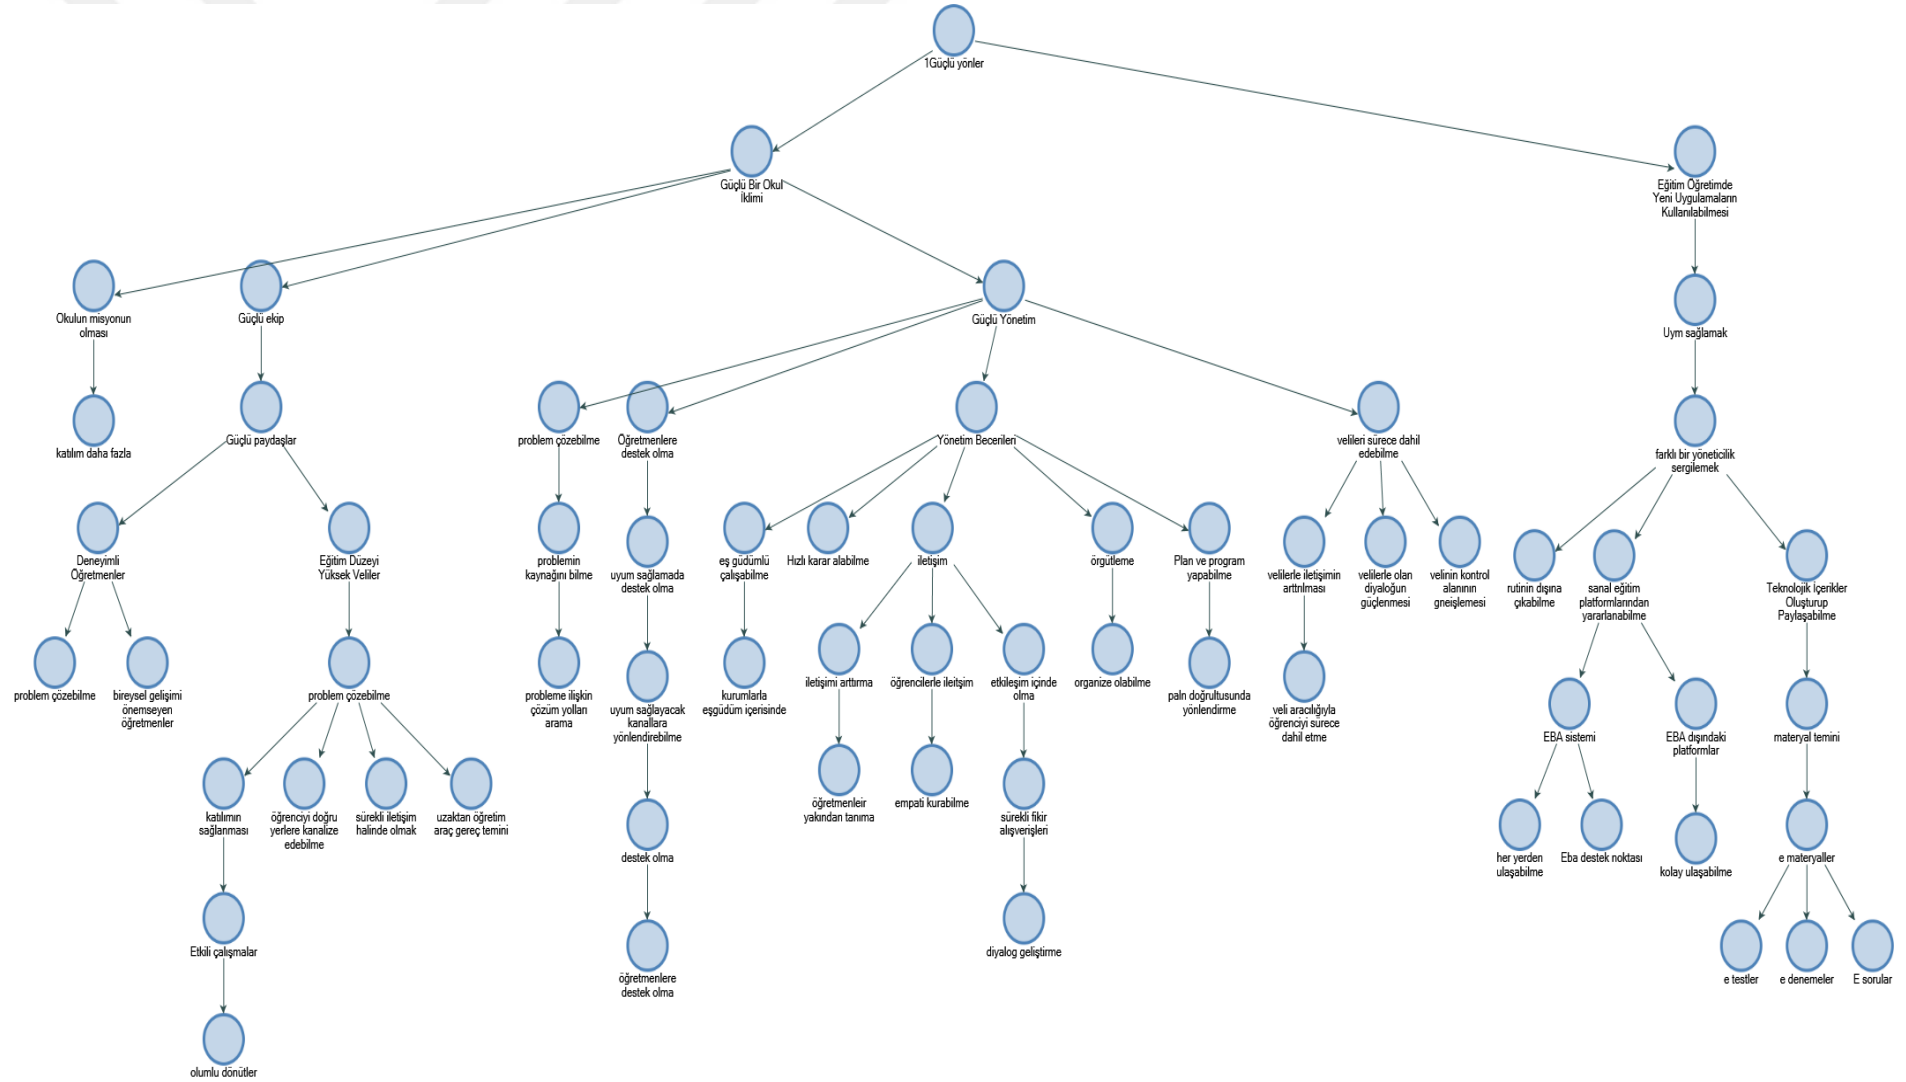 1Güçlü yönler
Güçlü Bir Okul
İklimi
Eğitim Öğretimde
Yeni Uygulamaların
Kullanılabilmesi
Okulun misyonun
olması
Güçlü ekip
Güçlü Yönetim
Uym sağlamak
katılım daha fazla
Güçlü paydaşlar
problem çözebilme
Öğretmenlere
destek olma
Yönetim Becerileri
velileri sürece dahil
edebilme
farklı bir yöneticilik
sergilemek
Deneyimli
Öğretmenler
Eğitim Düzeyi
Yüksek Veliler
problemin
kaynağını bilme
uyum sağlamada
destek olma
eş güdümlü
çalışabilme
Hızlı karar alabilme
iletişim
örgütleme
Plan ve program
yapabilme
velilerle iletişimin
arttnlması
velilerle olan
diyaloğun
güçlenmesi
velinin kontrol
alanının
gneişlemesi
rutinin dışına
çıkabilme
sanal eğitim
platformlarından
yararlanabilme
Teknolojik İçerikler
Oluşturup
Paylaşabilme
problem çözebilme
bireysel gelişimi
önemseyen
öğretmenler
problem çözebilme
probleme ilişkin
çözüm yolları
arama
uyum sağlayacak
kanallara
yönlendirebilme
kurumlarla
eşgüdüm içerisinde
iletişimi arttırma
öğrencilerle ileitşim
etkileşim içinde
olma
organize olabilme
paln doğrultusunda
yönlendirme
veli aracılığıyla
öğrenciyi sürece
dahil etme
EBA sistemi
EBA dışındaki
platformlar
materyal temini
katılımın
sağlanması
öğrenciyi doğru
yerlere kanalize
edebilme
sürekli iletişim
halinde olmak
uzaktan öğretim
araç gereç temini
destek olma
öğretmenleir
yakından tanıma
empati kurabilme
sürekli fikir
alışverişleri
her yerden
ulaşabilme
Eba destek noktası
kolay ulaşabilme
e materyaller
Etkili çalışmalar
öğretmenlere
destek olma
diyalog geliştirme
e testler
e denemeler
E sorular
olumlu dönütler